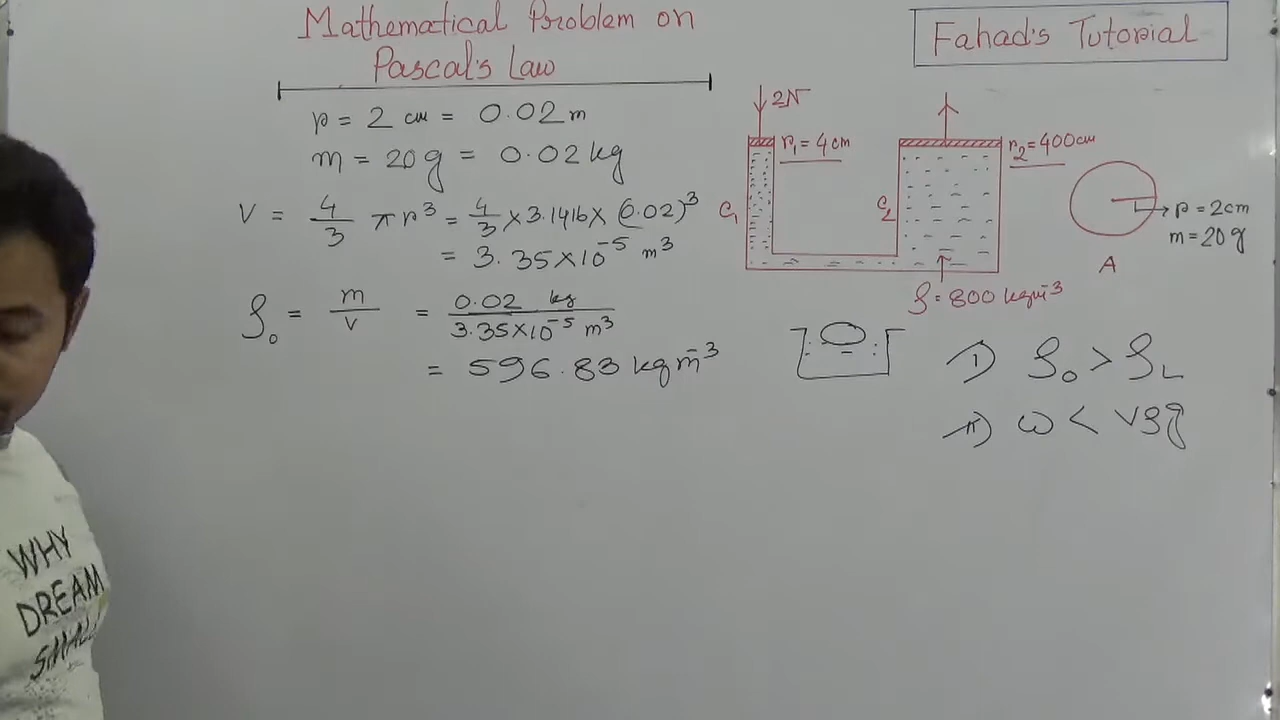 Mathematical Problem on
Pascal's Law
Fahad's Tutorial
r = 2 cm = 0.02 m
m = 20 g = 0.02 kg
V = 4/3 πr³ = 4/3 × 3.1416 × (0.02)³
= 3.35×10⁻⁵ m³
ρ₀ = m/v = 0.02 kg / 3.35×10⁻⁵ m³
= 596.83 kgm⁻³
2N
r₁ = 4cm
r₂ = 400cm
C₁
C₂
r = 2cm
m = 20g
A
ρ = 800 kgm⁻³
i) ρ₀ > ρL
ii) ω < vρg
WHY
DREAM
SMALL